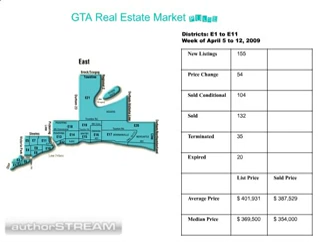 GTA Real Estate Market PULSE
Districts: E1 to E11
Week of April 5 to 12, 2009
East
New Listings 155
Price Change 54
Sold Conditional 104
Sold 132
Terminated 35
Expired 20
List Price Sold Price
Average Price $ 401,931 $ 387,529
Median Price $ 369,500 $ 354,000
E11
authorSTREAM